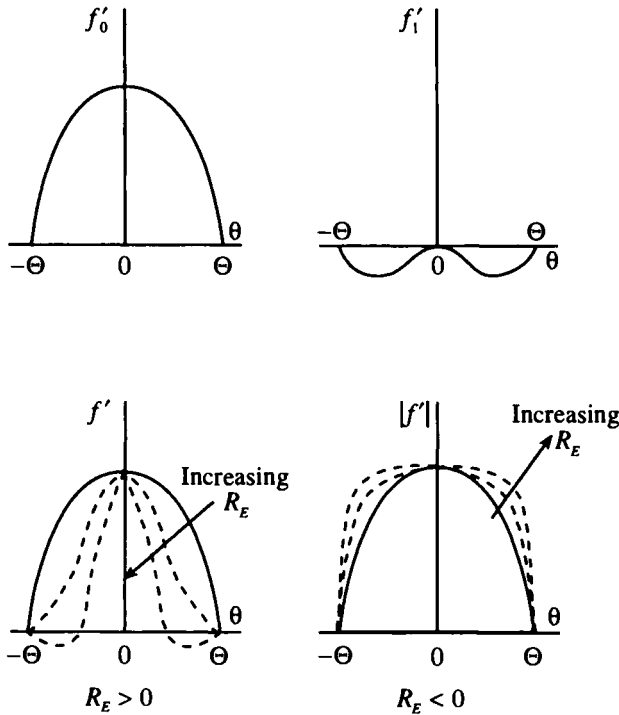 f′₀
θ
−Θ 0 Θ
f′₁
−Θ Θ
0 θ
f′
Increasing
R_E
θ
−Θ 0 Θ
R_E > 0
|f′|
Increasing
R_E
θ
−Θ 0 Θ
R_E < 0